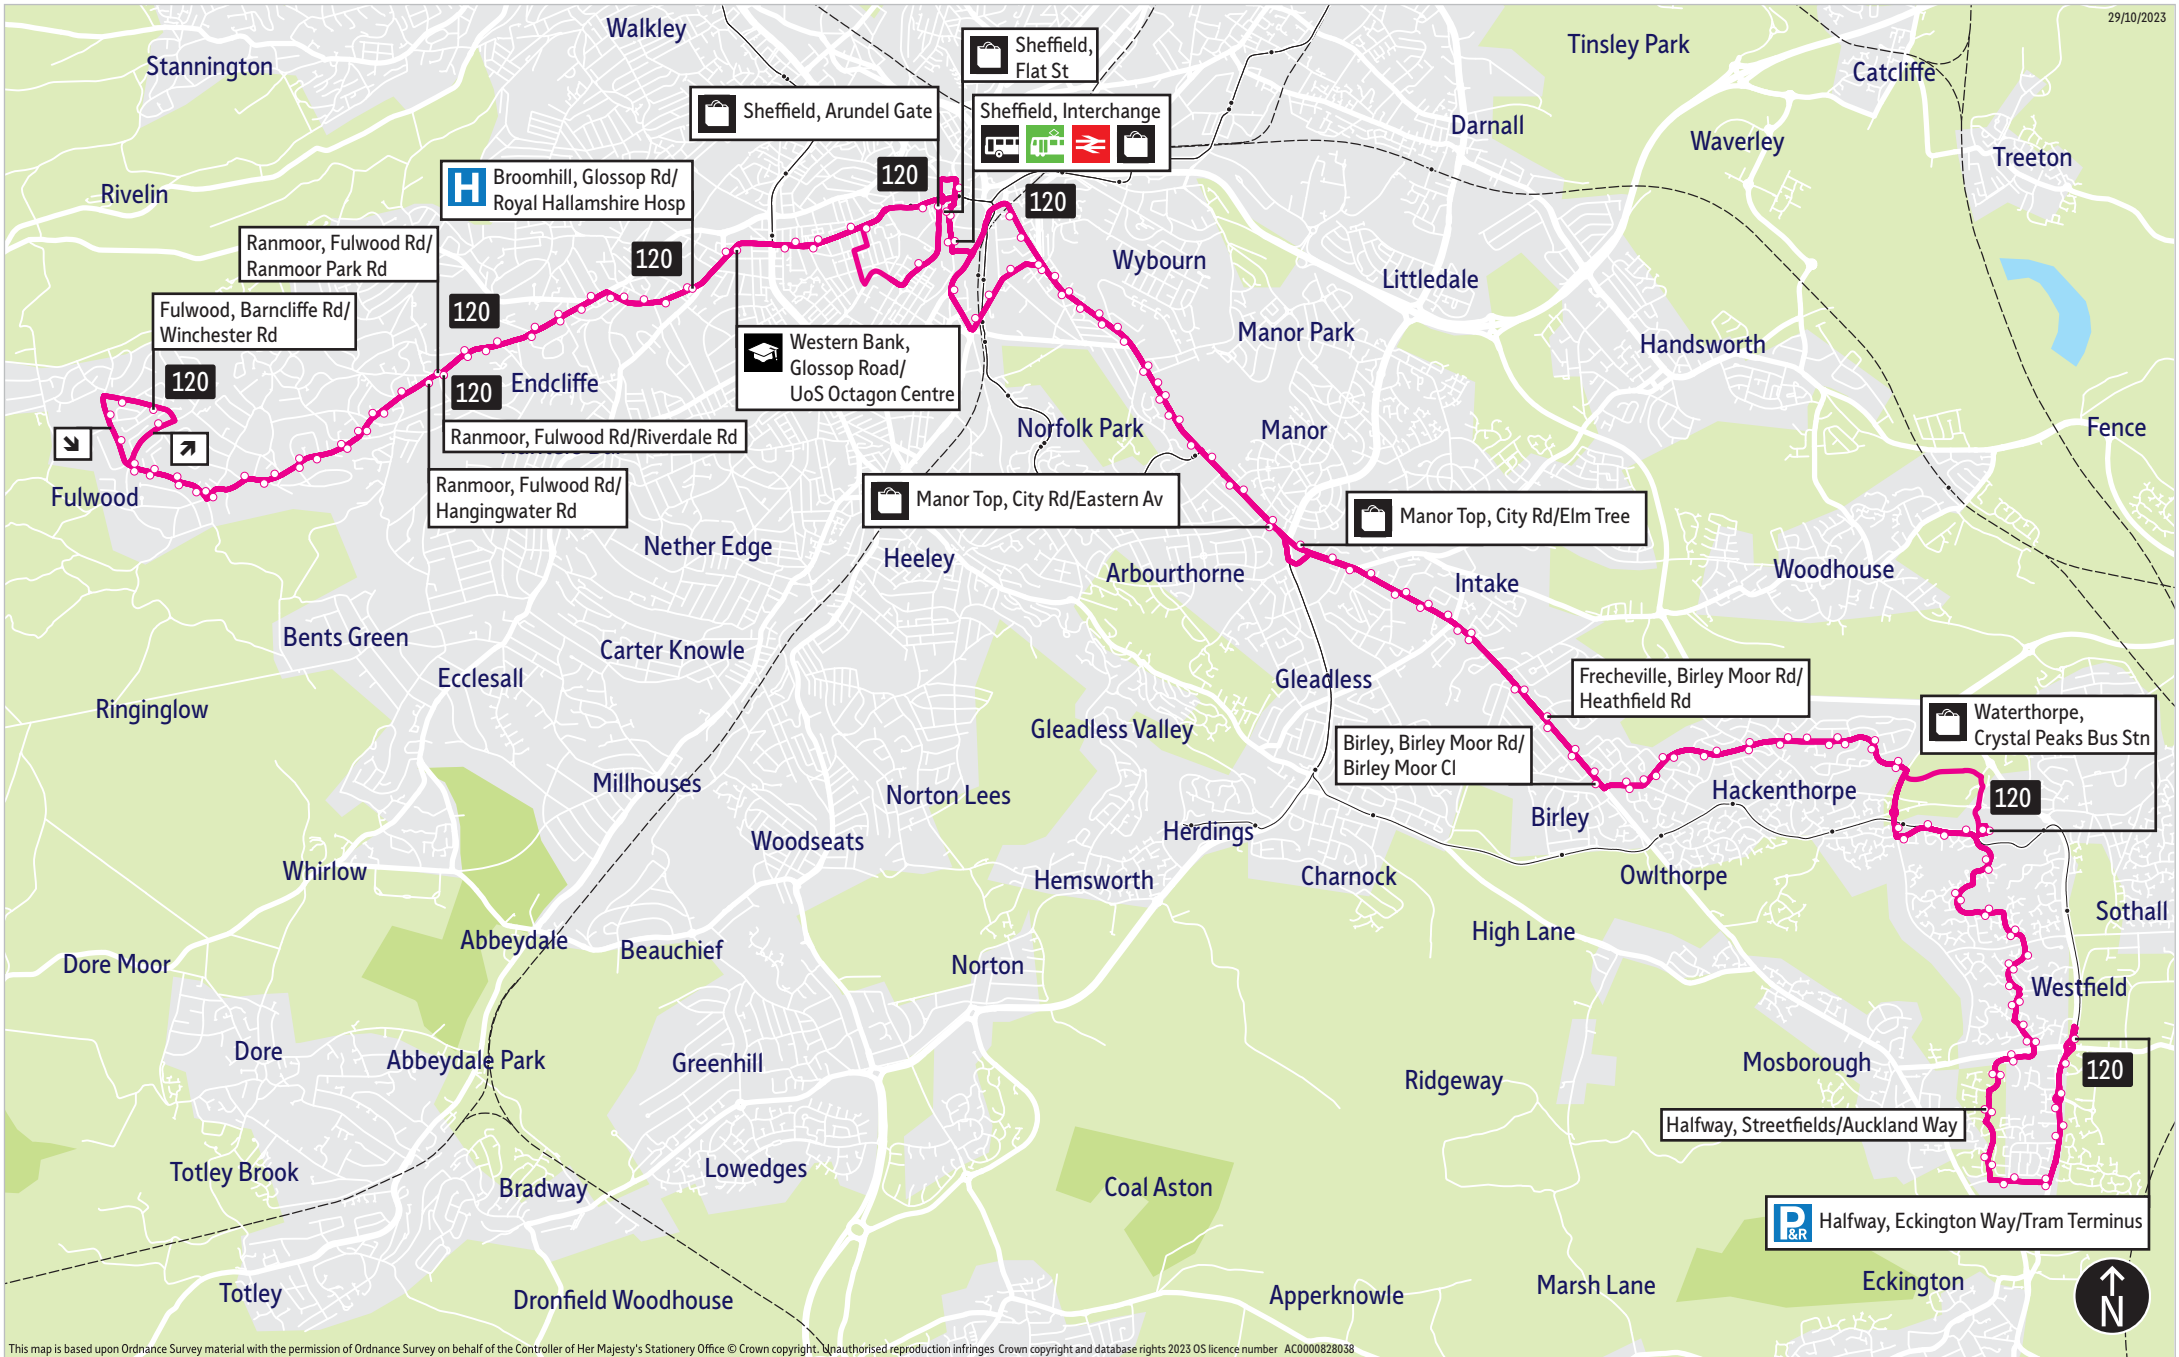 29/10/2023
Walkley
Stannington
Sheffield,
Flat St
Tinsley Park
Catcliffe
Sheffield, Arundel Gate
Sheffield, Interchange
Darnall
Waverley
Treeton
Rivelin
H
Broomhill, Glossop Rd/
Royal Hallamshire Hosp
120
120
Ranmoor, Fulwood Rd/
Ranmoor Park Rd
120
Wybourn
Littledale
Fulwood, Barncliffe Rd/
Winchester Rd
120
Western Bank,
Glossop Road/
UoS Octagon Centre
Manor Park
Handsworth
120
Endcliffe
120
Norfolk Park
Manor
Fence
Ranmoor, Fulwood Rd/Riverdale Rd
Fulwood
Ranmoor, Fulwood Rd/
Hangingwater Rd
Manor Top, City Rd/Eastern Av
Manor Top, City Rd/Elm Tree
Nether Edge
Heeley
Arbourthorne
Intake
Woodhouse
Bents Green
Carter Knowle
Ecclesall
Gleadless
Frecheville, Birley Moor Rd/
Heathfield Rd
Ringinglow
Gleadless Valley
Birley, Birley Moor Rd/
Birley Moor Cl
Waterthorpe,
Crystal Peaks Bus Stn
Millhouses
Norton Lees
Hackenthorpe
120
Woodseats
Herdings
Birley
Whirlow
Hemsworth
Charnock
Owlthorpe
Sothall
Abbeydale
Beauchief
High Lane
Dore Moor
Norton
Westfield
Dore
Abbeydale Park
Greenhill
Ridgeway
Mosborough
120
Halfway, Streetfields/Auckland Way
Totley Brook
Bradway
Lowedges
Coal Aston
P&R
Halfway, Eckington Way/Tram Terminus
Totley
Dronfield Woodhouse
Apperknowle
Marsh Lane
Eckington
N
This map is based upon Ordnance Survey material with the permission of Ordnance Survey on behalf of the Controller of Her Majesty's Stationery Office © Crown copyright. Unauthorised reproduction infringes Crown copyright and database rights 2023 OS licence number AC0000828038